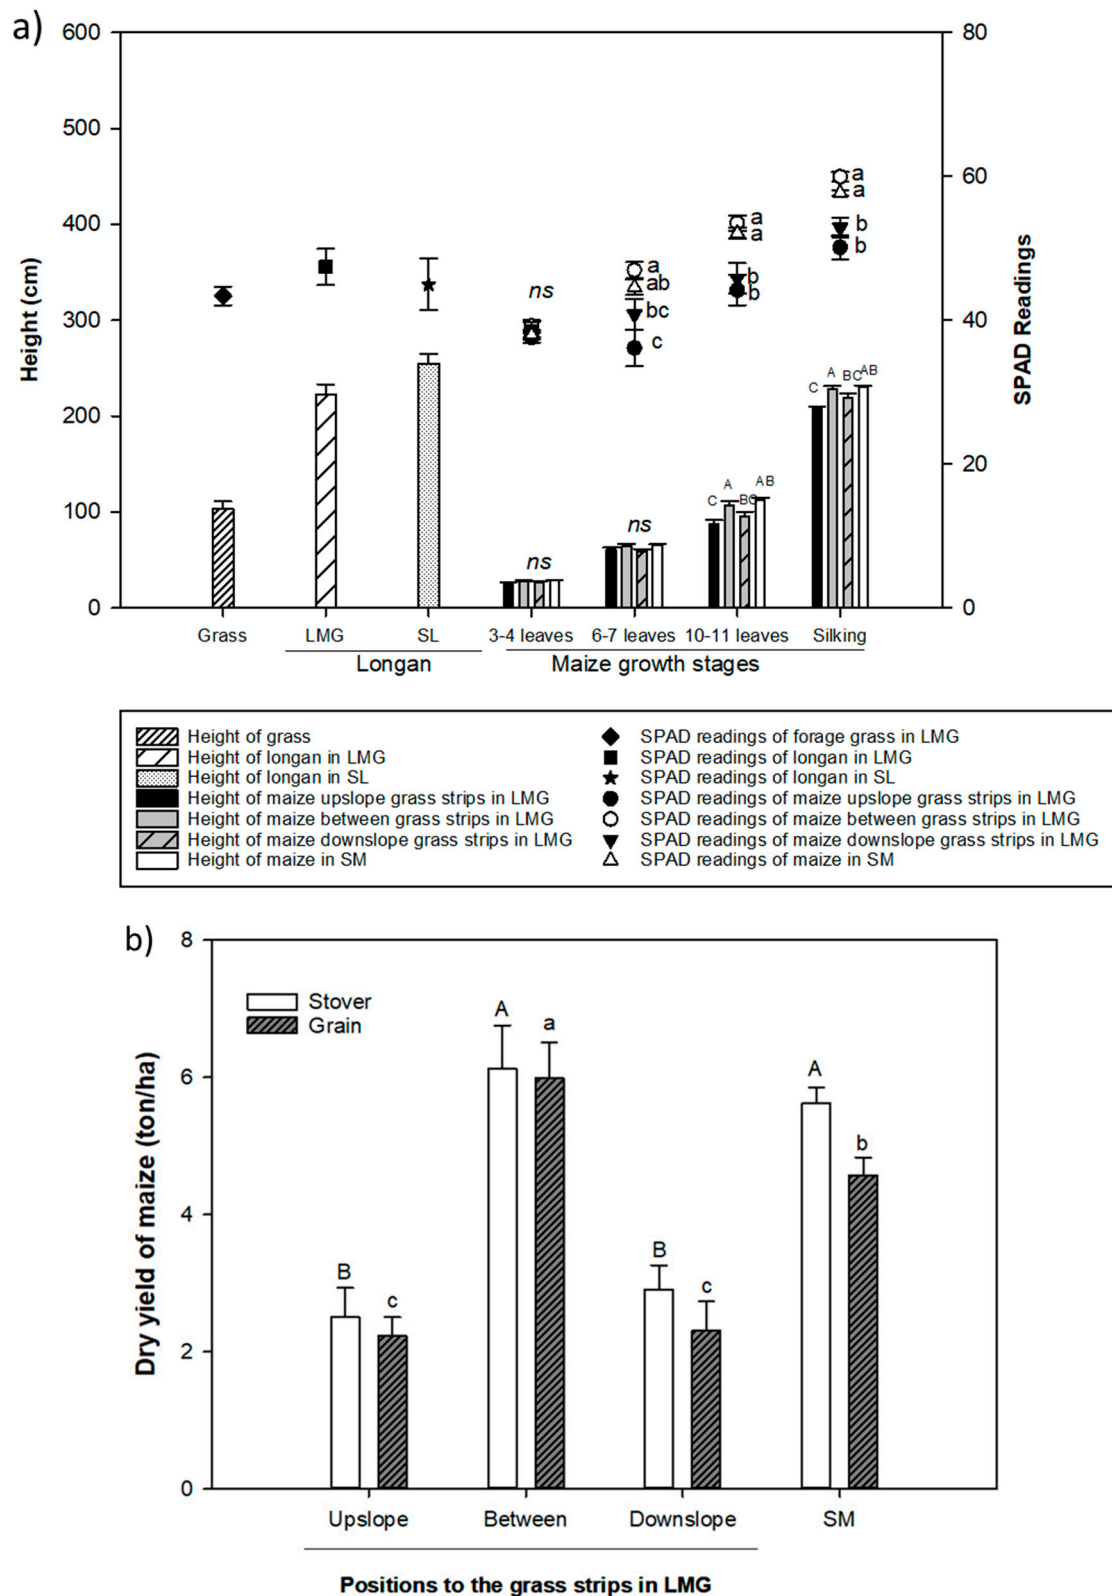 a)
600
500
400
300
200
100
0
Height (cm)
80
60
40
20
0
SPAD Readings
ns
a
ab
bc
c
a
a
b
b
a
a
b
b
ns
ns
C
A
BC
AB
C
A
BC
AB
Grass
LMG
SL
3-4 leaves
6-7 leaves
10-11 leaves
Silking
Longan
Maize growth stages
Height of grass
Height of longan in LMG
Height of longan in SL
Height of maize upslope grass strips in LMG
Height of maize between grass strips in LMG
Height of maize downslope grass strips in LMG
Height of maize in SM
SPAD readings of forage grass in LMG
SPAD readings of longan in LMG
SPAD readings of longan in SL
SPAD readings of maize upslope grass strips in LMG
SPAD readings of maize between grass strips in LMG
SPAD readings of maize downslope grass strips in LMG
SPAD readings of maize in SM
b)
8
6
4
2
0
Dry yield of maize (ton/ha)
Stover
Grain
B
c
A
a
B
c
A
b
Upslope
Between
Downslope
SM
Positions to the grass strips in LMG